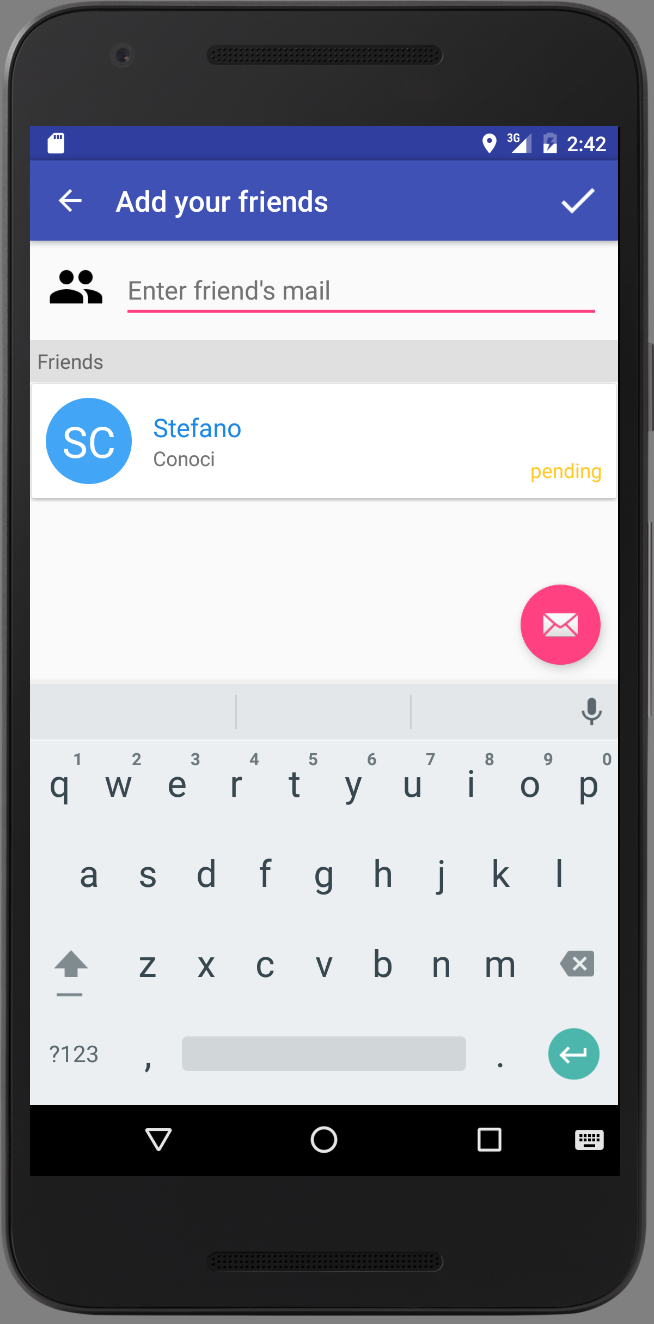 3G 2:42
Add your friends
Enter friend's mail
Friends
SC
Stefano
Conoci
pending
1 2 3 4 5 6 7 8 9 0
q w e r t y u i o p
a s d f g h j k l
z x c v b n m
?123 , .